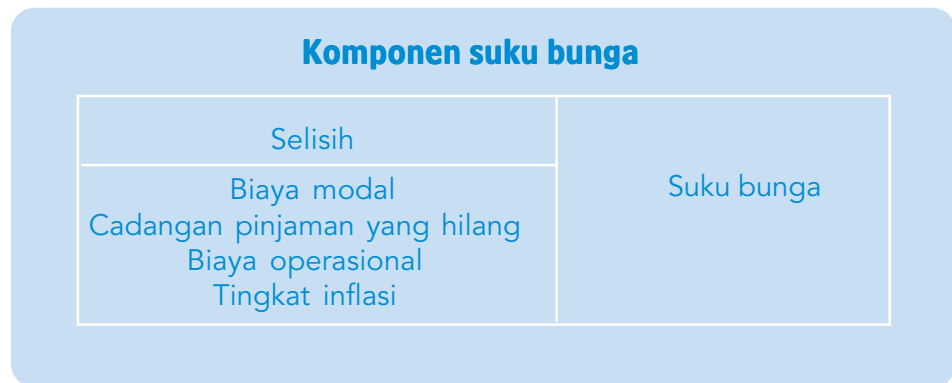 Komponen suku bunga
Selisih
Biaya modal
Cadangan pinjaman yang hilang
Biaya operasional
Tingkat inflasi
Suku bunga